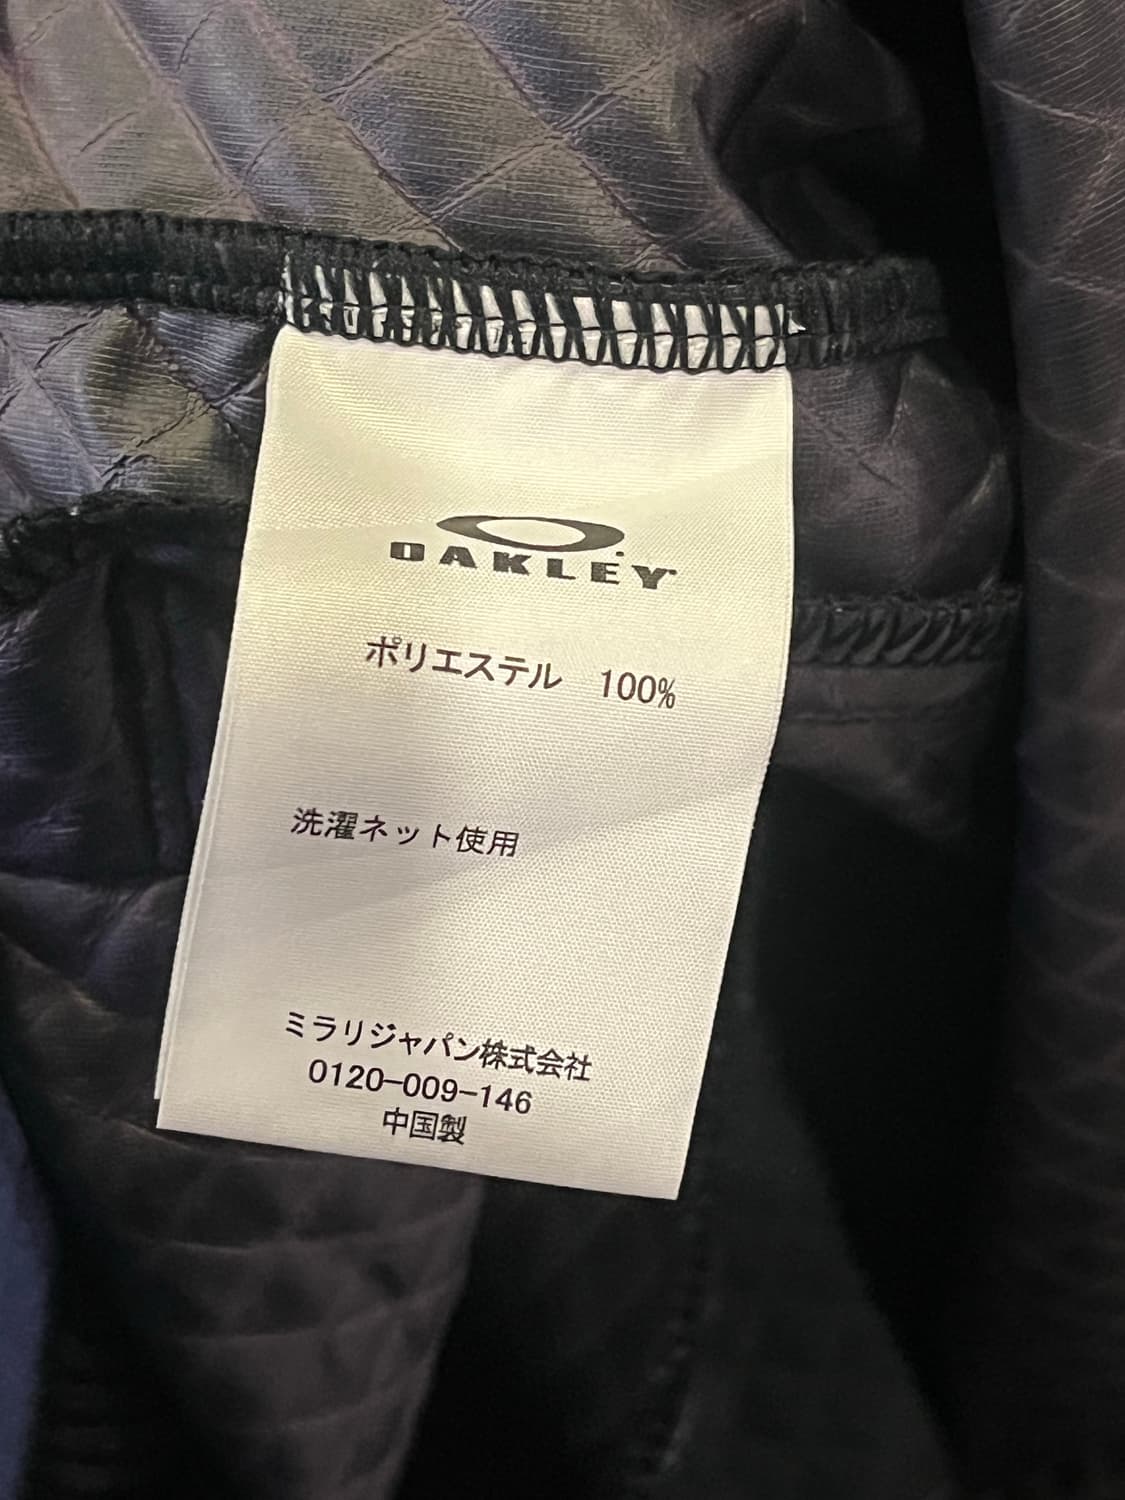 OAKLEY
ポリエステル 100%
洗濯ネット使用
ミラリジャパン株式会社
0120-009-146
中国製